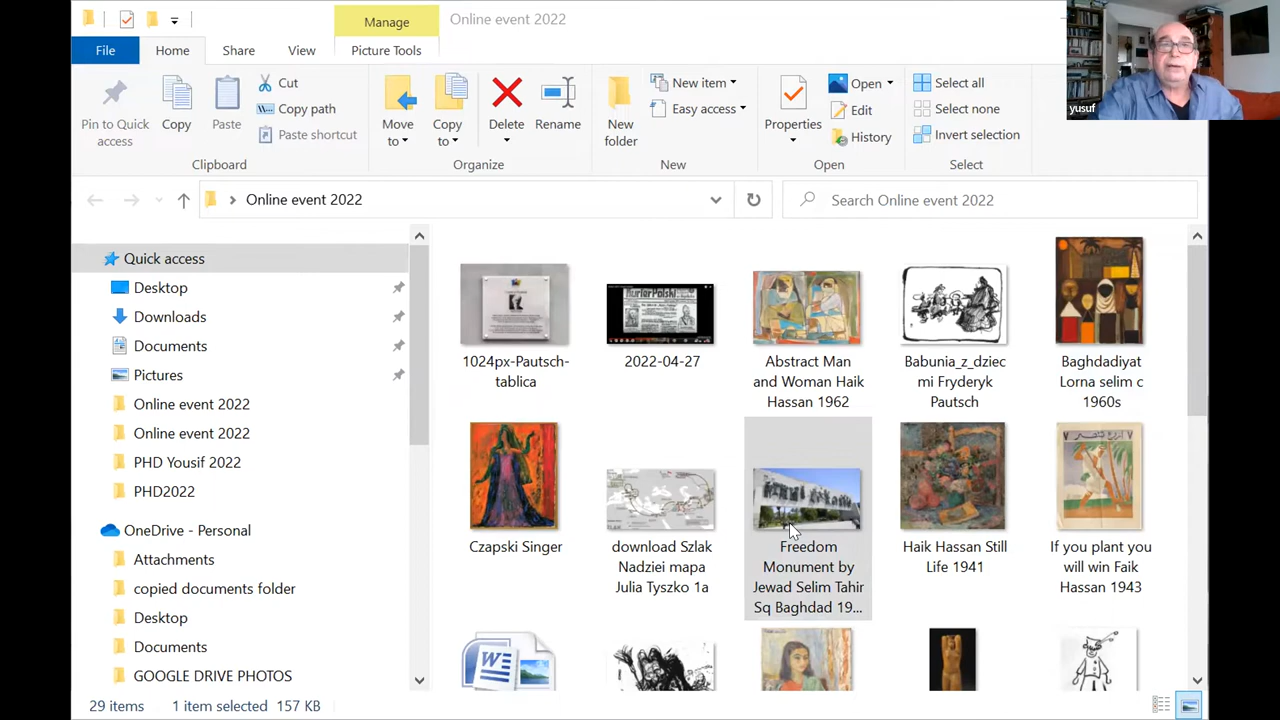 Manage
Online event 2022
File
Home
Share
View
Picture Tools
Pin to Quick access
Copy
Paste
Cut
Copy path
Paste shortcut
Clipboard
Move to
Copy to
Delete
Rename
Organize
New folder
New item
Easy access
New
Properties
Open
Edit
History
Open
Select all
Select none
Invert selection
Select
yusuf
Online event 2022
Search Online event 2022
Quick access
Desktop
Downloads
Documents
Pictures
Online event 2022
Online event 2022
PHD Yousif 2022
PHD2022
OneDrive - Personal
Attachments
copied documents folder
Desktop
Documents
GOOGLE DRIVE PHOTOS
1024px-Pautsch-
tablica
Kurier Polski
2022-04-27
Abstract Man
and Woman Haik
Hassan 1962
Babunia_z_dziec
mi Fryderyk
Pautsch
Baghdadiyat
Lorna selim c
1960s
Czapski Singer
download Szlak
Nadziei mapa
Julia Tyszko 1a
Freedom
Monument by
Jewad Selim Tahir
Sq Baghdad 19...
Haik Hassan Still
Life 1941
If you plant you
will win Faik
Hassan 1943
W
29 items
1 item selected 157 KB